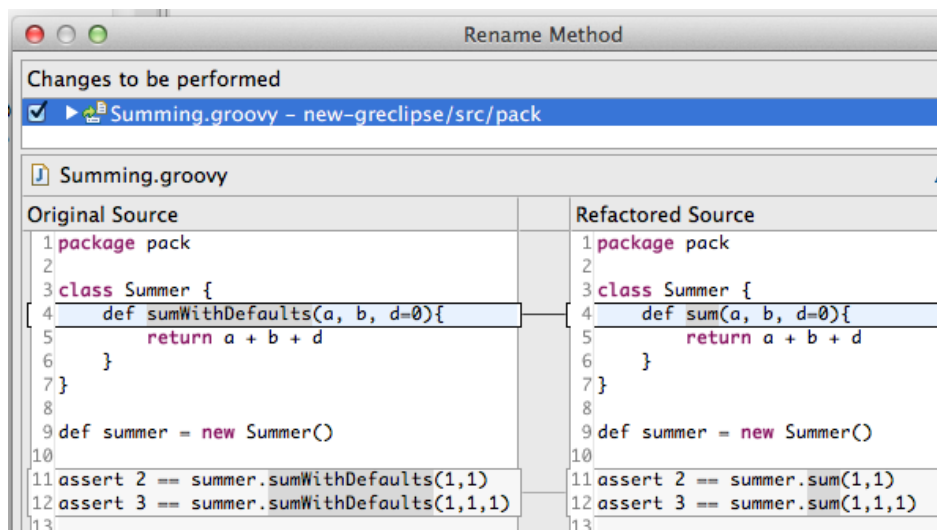 Rename Method
Changes to be performed
Summing.groovy – new-greclipse/src/pack
Summing.groovy
Original Source
1 package pack
2
3 class Summer {
4 def sumWithDefaults(a, b, d=0){
5 return a + b + d
6 }
7 }
8
9 def summer = new Summer()
10
11 assert 2 == summer.sumWithDefaults(1,1)
12 assert 3 == summer.sumWithDefaults(1,1,1)
13
Refactored Source
1 package pack
2
3 class Summer {
4 def sum(a, b, d=0){
5 return a + b + d
6 }
7 }
8
9 def summer = new Summer()
10
11 assert 2 == summer.sum(1,1)
12 assert 3 == summer.sum(1,1,1)
13